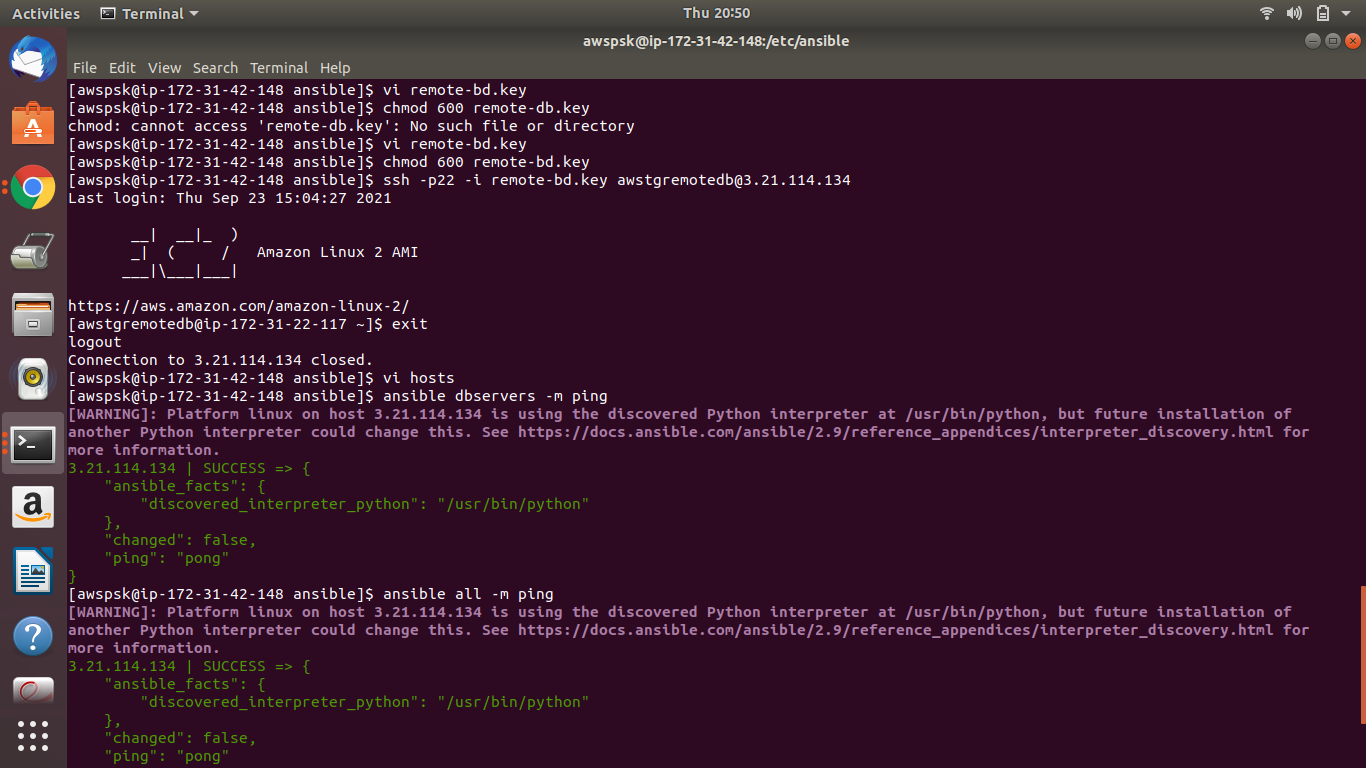 Activities Terminal Thu 20:50
awspsk@ip-172-31-42-148:/etc/ansible
File Edit View Search Terminal Help
[awspsk@ip-172-31-42-148 ansible]$ vi remote-bd.key
[awspsk@ip-172-31-42-148 ansible]$ chmod 600 remote-db.key
chmod: cannot access 'remote-db.key': No such file or directory
[awspsk@ip-172-31-42-148 ansible]$ vi remote-bd.key
[awspsk@ip-172-31-42-148 ansible]$ chmod 600 remote-bd.key
[awspsk@ip-172-31-42-148 ansible]$ ssh -p22 -i remote-bd.key awstgremotedb@3.21.114.134
Last login: Thu Sep 23 15:04:27 2021
       __|  __|_  )
       _|  (     /   Amazon Linux 2 AMI
      ___|\___|___|
https://aws.amazon.com/amazon-linux-2/
[awstgremotedb@ip-172-31-22-117 ~]$ exit
logout
Connection to 3.21.114.134 closed.
[awspsk@ip-172-31-42-148 ansible]$ vi hosts
[awspsk@ip-172-31-42-148 ansible]$ ansible dbservers -m ping
[WARNING]: Platform linux on host 3.21.114.134 is using the discovered Python interpreter at /usr/bin/python, but future installation of
another Python interpreter could change this. See https://docs.ansible.com/ansible/2.9/reference_appendices/interpreter_discovery.html for
more information.
3.21.114.134 | SUCCESS => {
    "ansible_facts": {
        "discovered_interpreter_python": "/usr/bin/python"
    },
    "changed": false,
    "ping": "pong"
}
[awspsk@ip-172-31-42-148 ansible]$ ansible all -m ping
[WARNING]: Platform linux on host 3.21.114.134 is using the discovered Python interpreter at /usr/bin/python, but future installation of
another Python interpreter could change this. See https://docs.ansible.com/ansible/2.9/reference_appendices/interpreter_discovery.html for
more information.
3.21.114.134 | SUCCESS => {
    "ansible_facts": {
        "discovered_interpreter_python": "/usr/bin/python"
    },
    "changed": false,
    "ping": "pong"